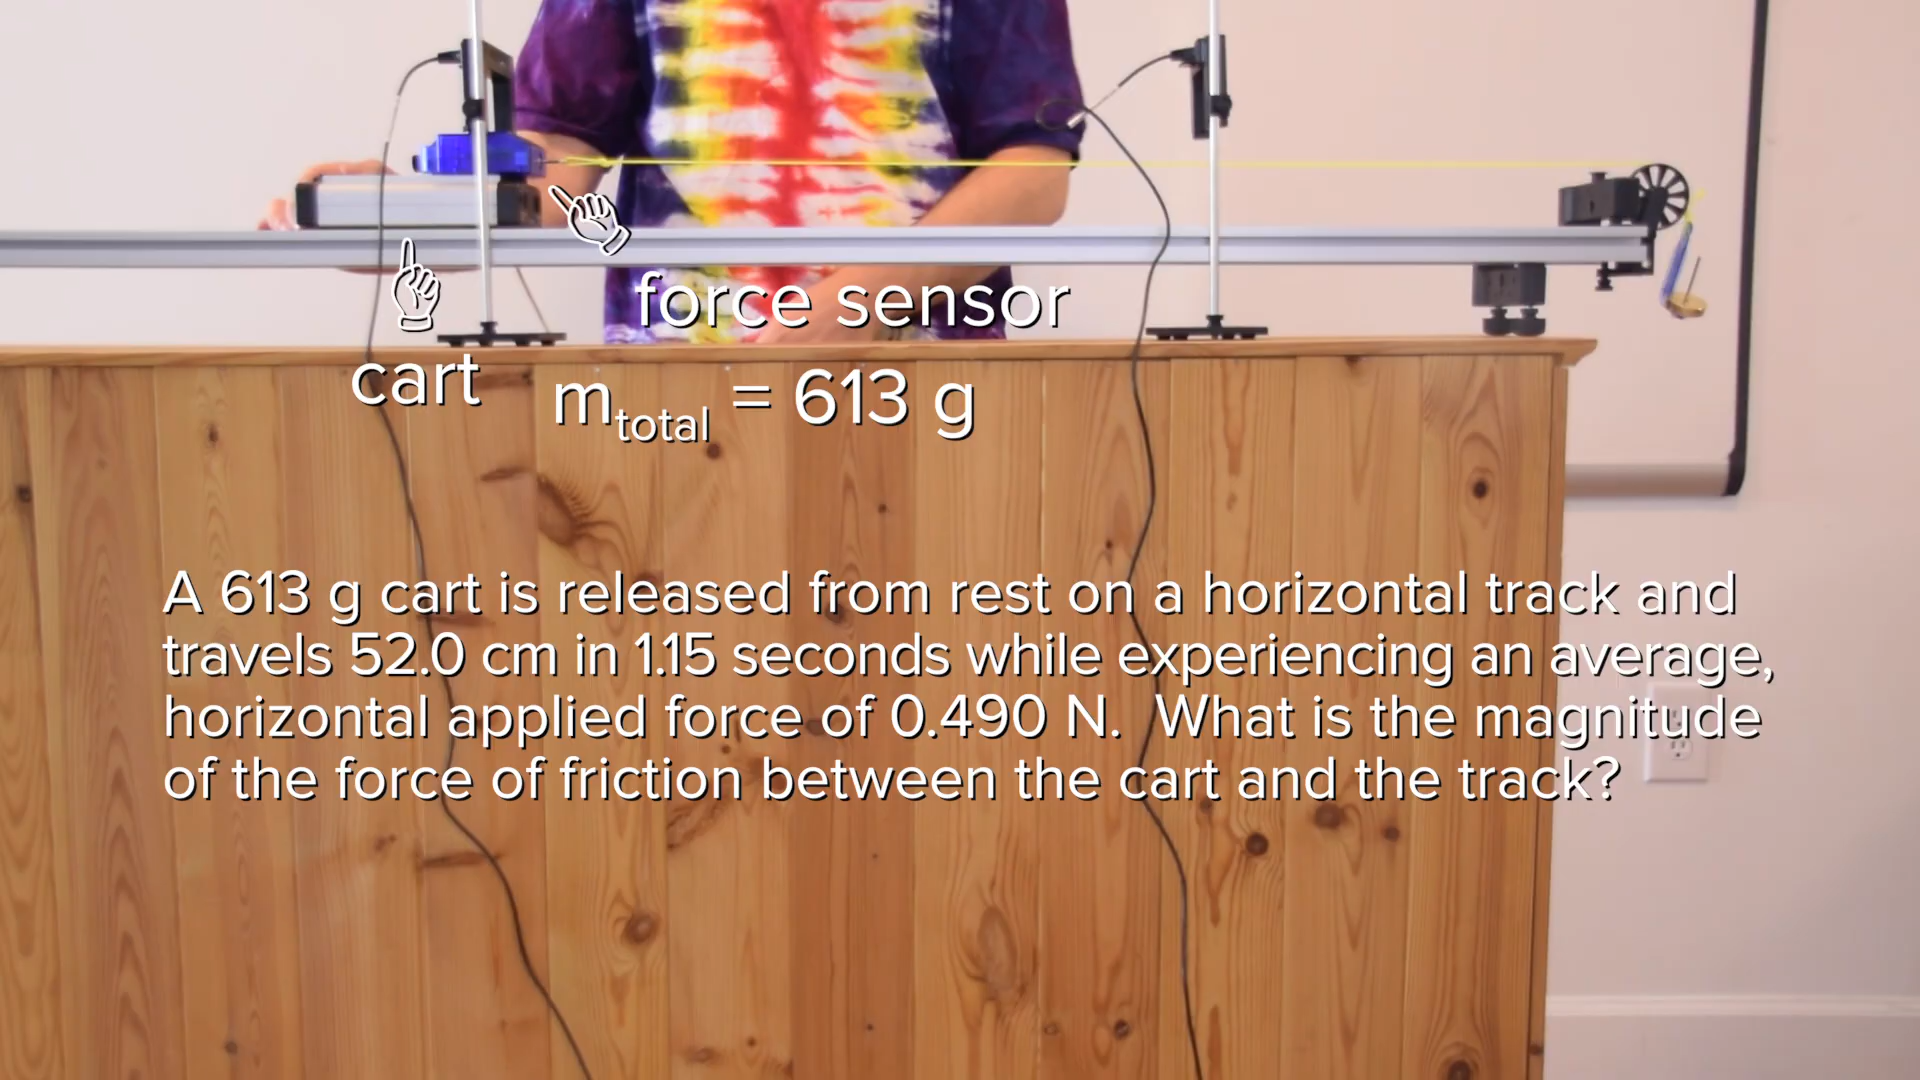 force sensor
cart
m_total = 613 g
A 613 g cart is released from rest on a horizontal track and
travels 52.0 cm in 1.15 seconds while experiencing an average,
horizontal applied force of 0.490 N. What is the magnitude
of the force of friction between the cart and the track?